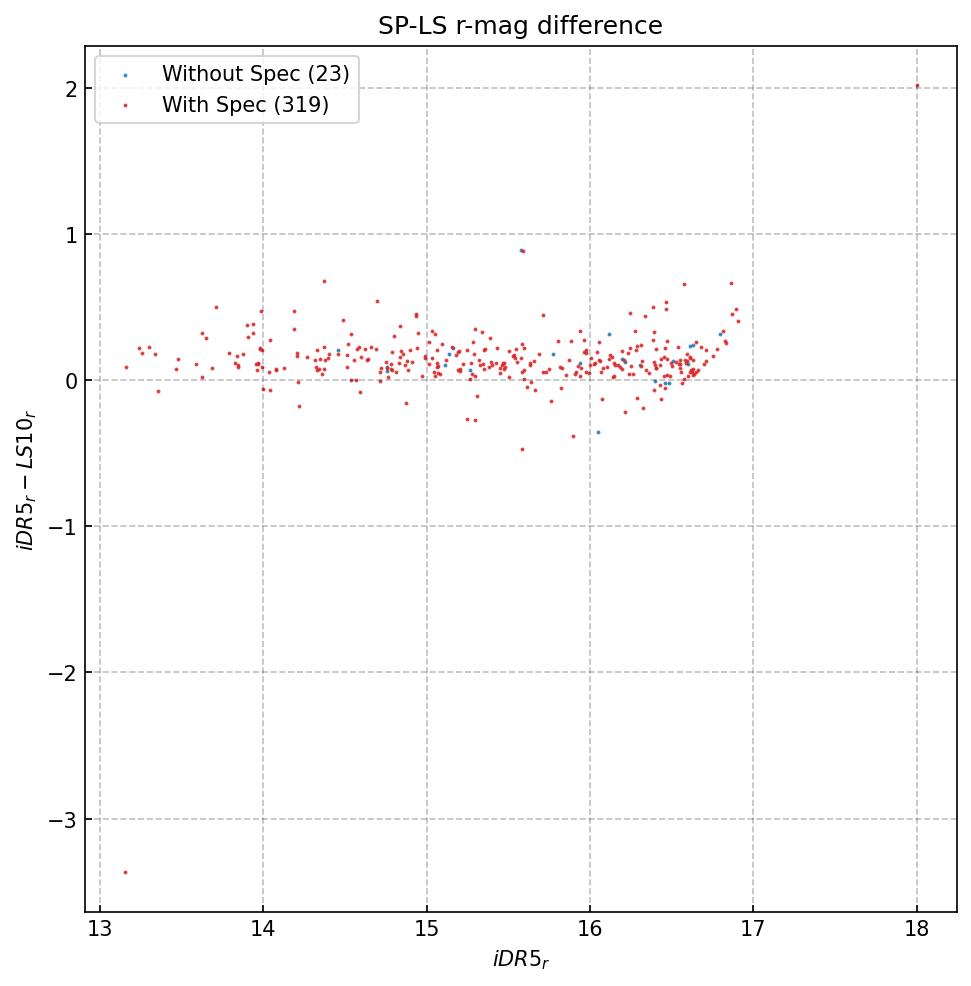 SP-LS r-mag difference
Without Spec (23)
With Spec (319)
2
1
0
−1
−2
−3
13 14 15 16 17 18
iDR5r
iDR5r − LS10r